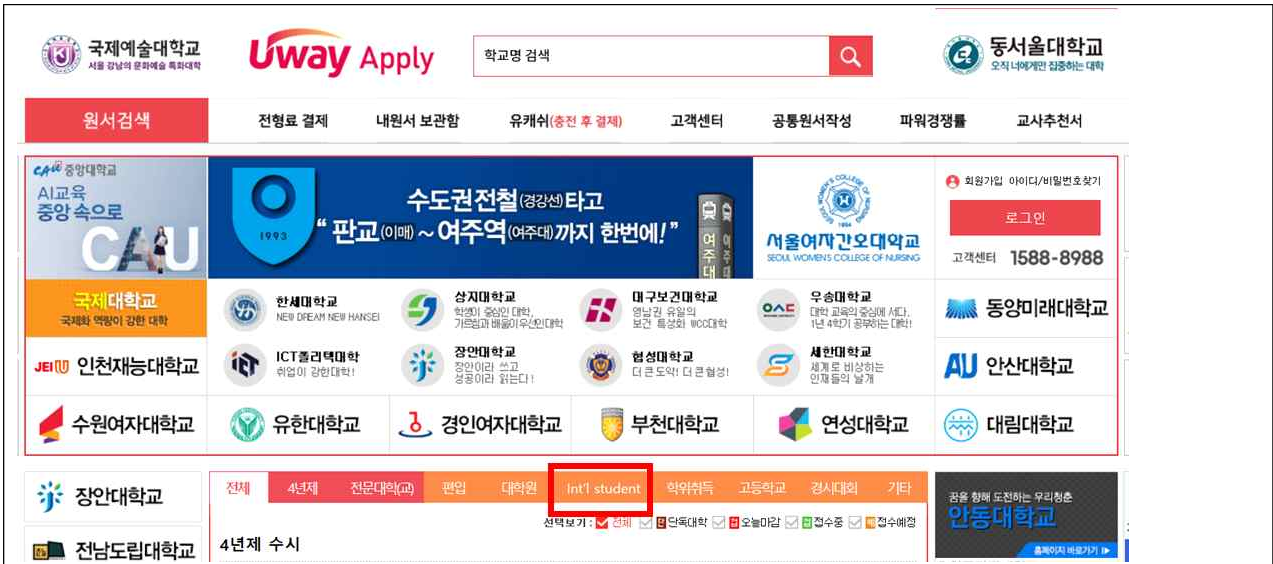 국제예술대학교
서울 강남의 문화예술 특화대학
Uway Apply
학교명 검색
동서울대학교
오직 너에게만 집중하는 대학
원서검색
전형료 결제
내원서 보관함
유캐쉬(충전 후 결제)
고객센터
공통원서작성
파워경쟁률
교사추천서
CAU 중앙대학교
AI교육
중앙 속으로
CAU
1993
수도권전철(경강선)타고
“ 판교(이매) ~ 여주역(여주대)까지 한번에!”
여주대
SEOUL WOMEN'S COLLEGE OF NURSING
1954
서울여자간호대학교
SEOUL WOMEN'S COLLEGE OF NURSING
회원가입 아이디/비밀번호찾기
로그인
고객센터 1588-8988
국제대학교
국제화 역량이 강한 대학
한세대학교
NEW DREAM NEW HANSEI
상지대학교
학생이 중심인 대학,
가르침과 배움이 우선인대학
대구보건대학교
영남권 유일의
보건 특성화 WCC대학
우송대학교
대학 교육의 중심에 서다.
1년 4학기 공부하는 대학!
동양미래대학교
JEIU 인천재능대학교
ICT폴리텍대학
취업이 강한대학!
장안대학교
장안이라 쓰고
성공이라 읽는다!
협성대학교
더 큰 도약! 더 큰 협성!
세한대학교
세계로 비상하는
인재들의 날개
AU 안산대학교
수원여자대학교
유한대학교
경인여자대학교
부천대학교
연성대학교
대림대학교
장안대학교
전체
4년제
전문대학(교)
편입
대학원
Int'l student
학위취득
고등학교
경시대회
기타
선택보기 : 전체 단독대학 오늘마감 접수중 접수예정
꿈을 향해 도전하는 우리청춘
안동대학교
홈페이지 바로가기
전남도립대학교
4년제 수시